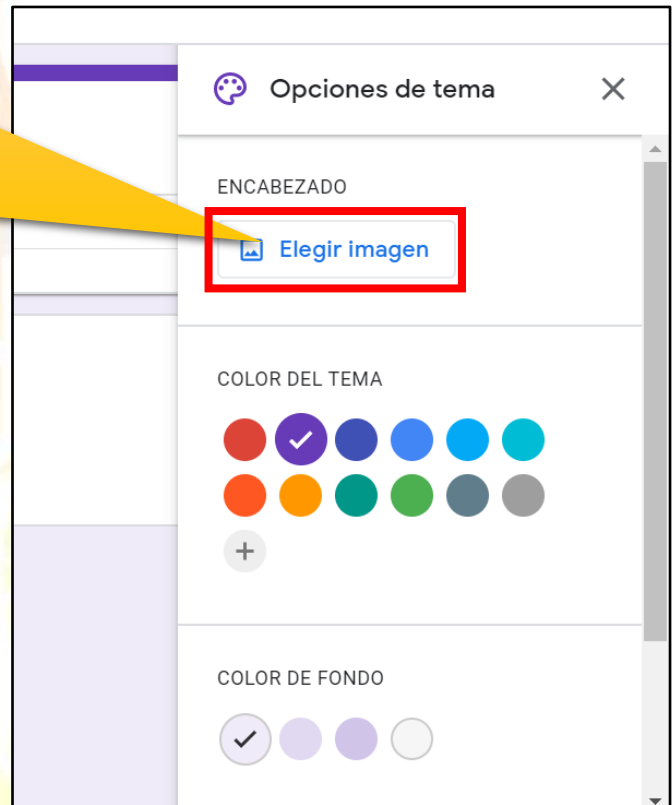 Opciones de tema
ENCABEZADO
Elegir imagen
COLOR DEL TEMA
COLOR DE FONDO